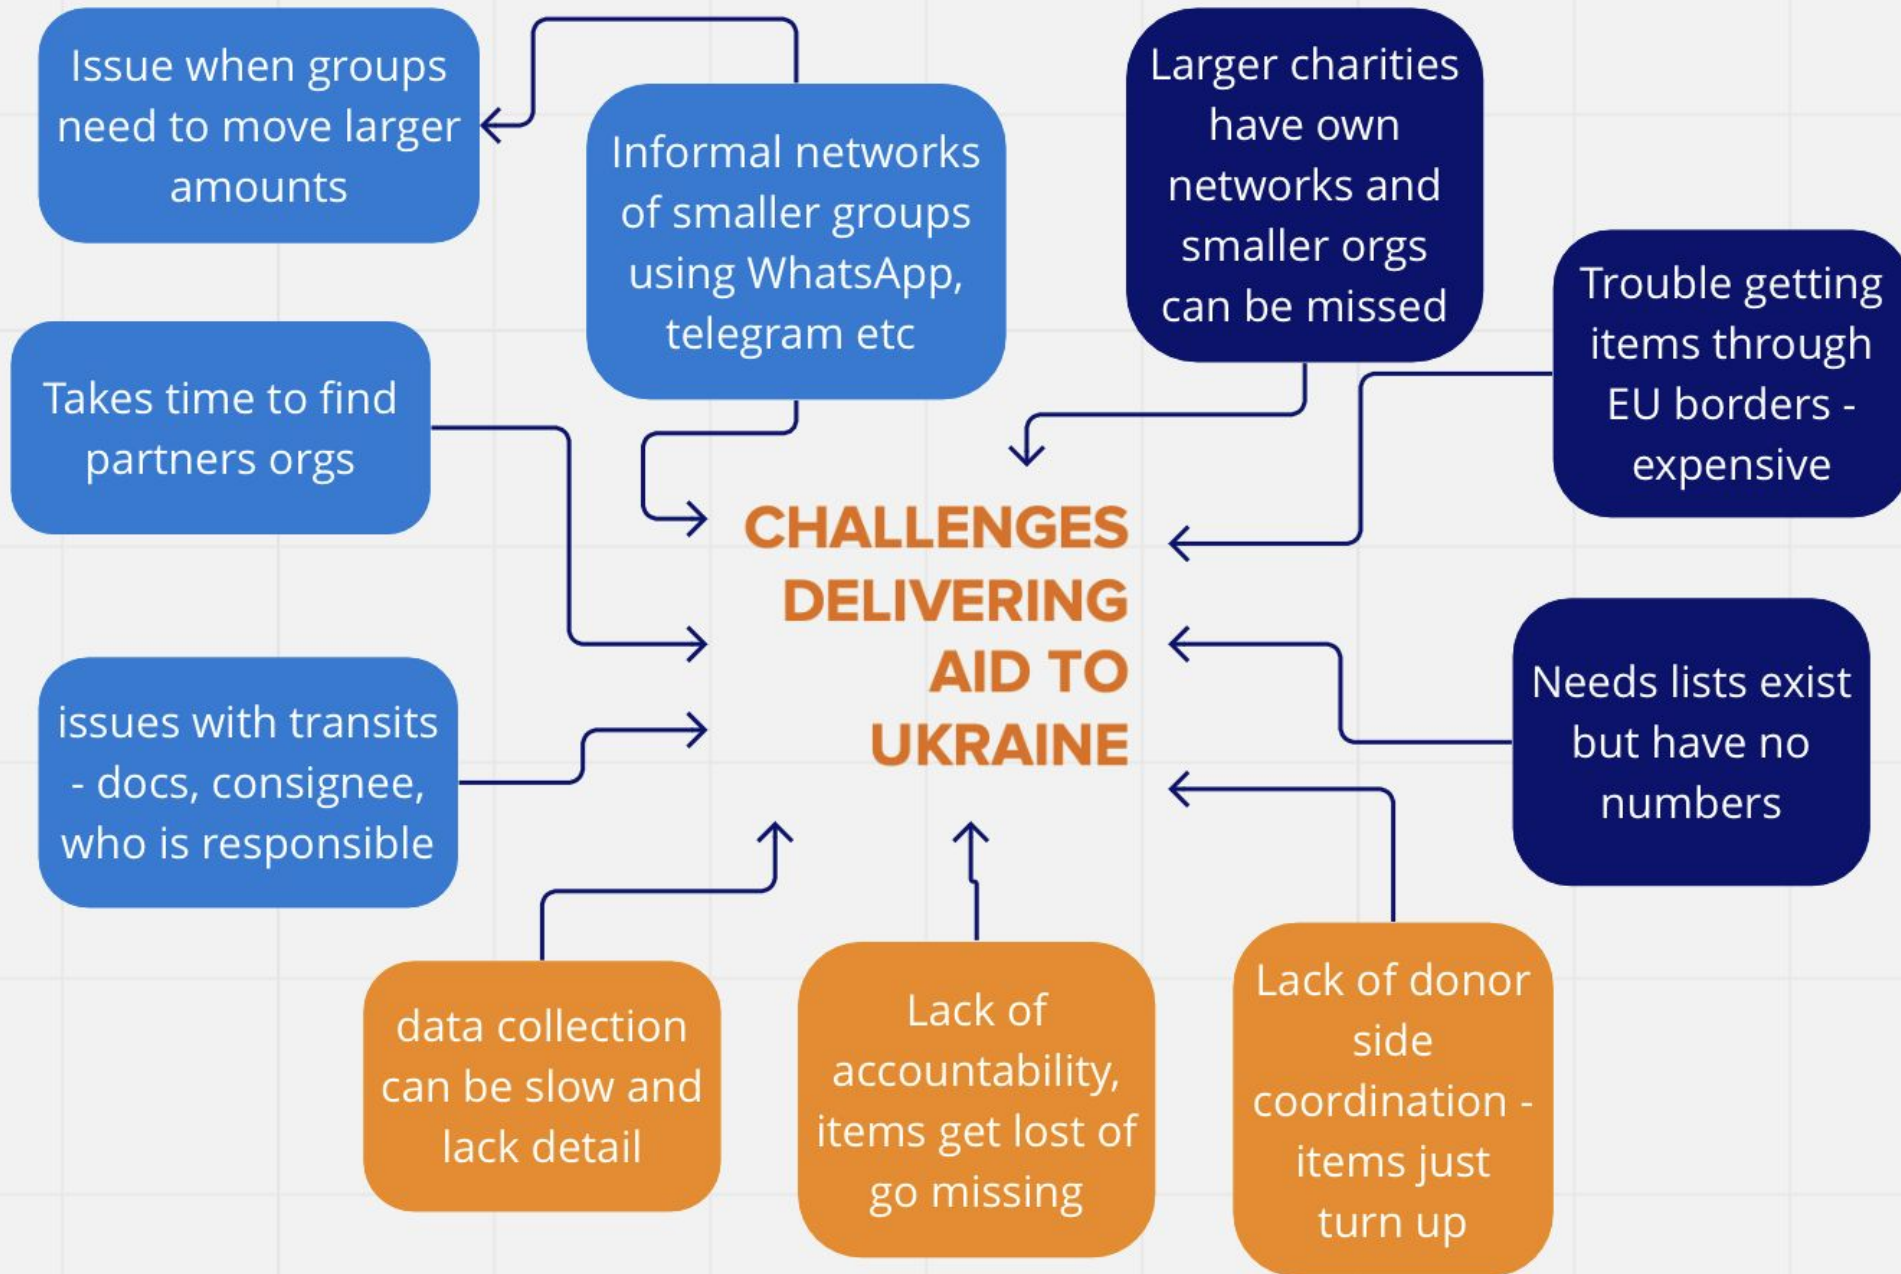 Issue when groups
need to move larger
amounts
Informal networks
of smaller groups
using WhatsApp,
telegram etc
Larger charities
have own
networks and
smaller orgs
can be missed
Trouble getting
items through
EU borders -
expensive
Takes time to find
partners orgs
CHALLENGES
DELIVERING
AID TO
UKRAINE
issues with transits
- docs, consignee,
who is responsible
Needs lists exist
but have no
numbers
data collection
can be slow and
lack detail
Lack of
accountability,
items get lost of
go missing
Lack of donor
side
coordination -
items just
turn up